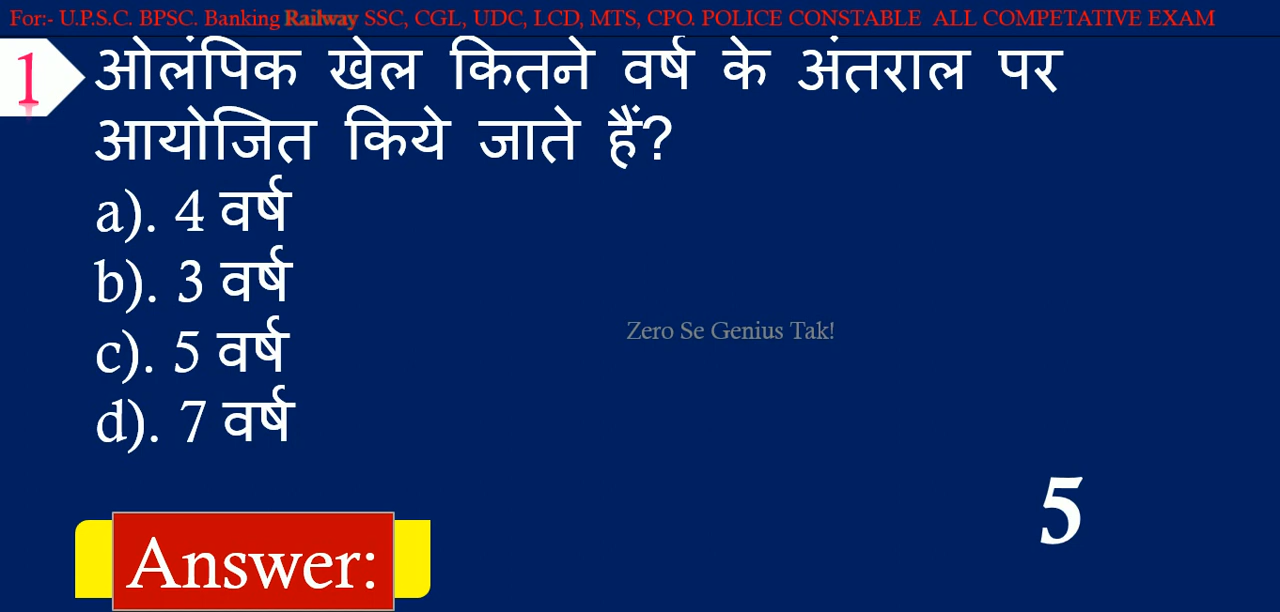 For:- U.P.S.C. BPSC. Banking Railway SSC, CGL, UDC, LCD, MTS, CPO. POLICE CONSTABLE ALL COMPETATIVE EXAM
1
ओलंपिक खेल कितने वर्ष के अंतराल पर
आयोजित किये जाते हैं?
a). 4 वर्ष
b). 3 वर्ष
c). 5 वर्ष
d). 7 वर्ष
Zero Se Genius Tak!
5
Answer: